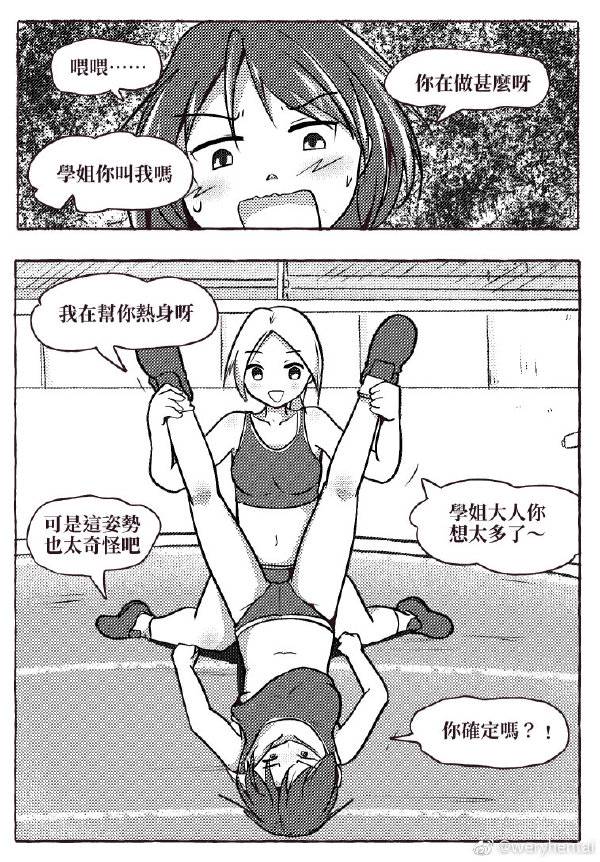 喂喂……
你在做甚麼呀
學姐你叫我嗎
我在幫你熱身呀
可是這姿勢
也太奇怪吧
學姐大人你
想太多了～
你確定嗎？！
@weryhentai